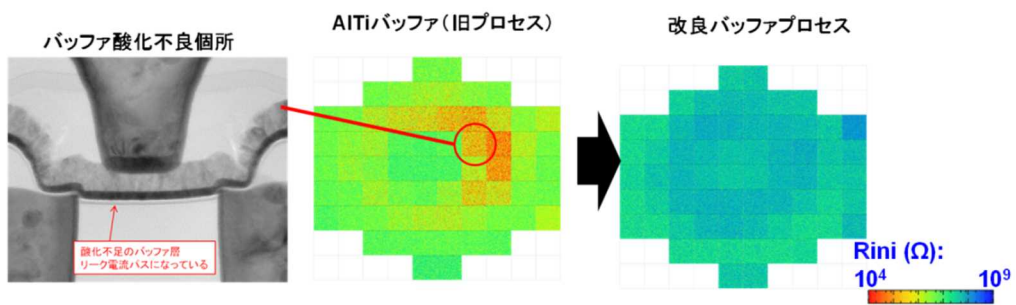 バッファ酸化不良個所
AlTiバッファ（旧プロセス）
改良バッファプロセス
酸化不足のバッファ層
リーク電流パスになっている
Rini (Ω):
10⁴ 10⁹